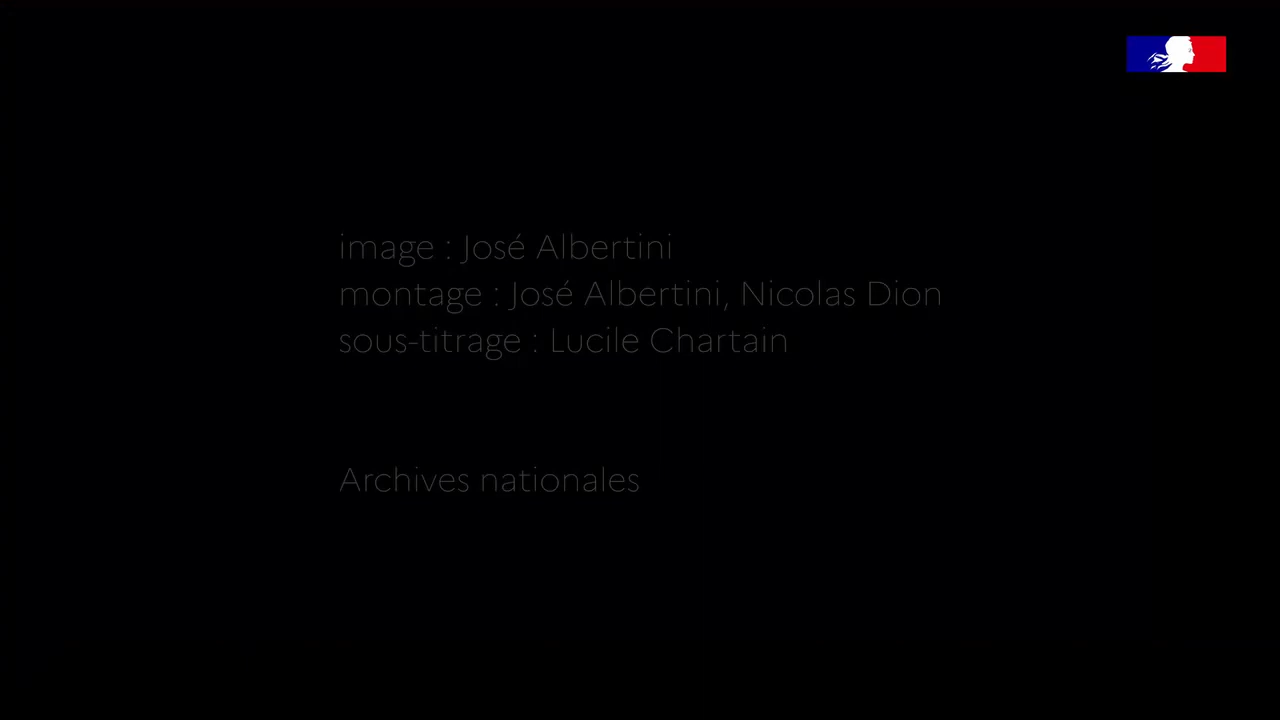 image : José Albertini
montage : José Albertini, Nicolas Dion
sous-titrage : Lucile Chartain
Archives nationales